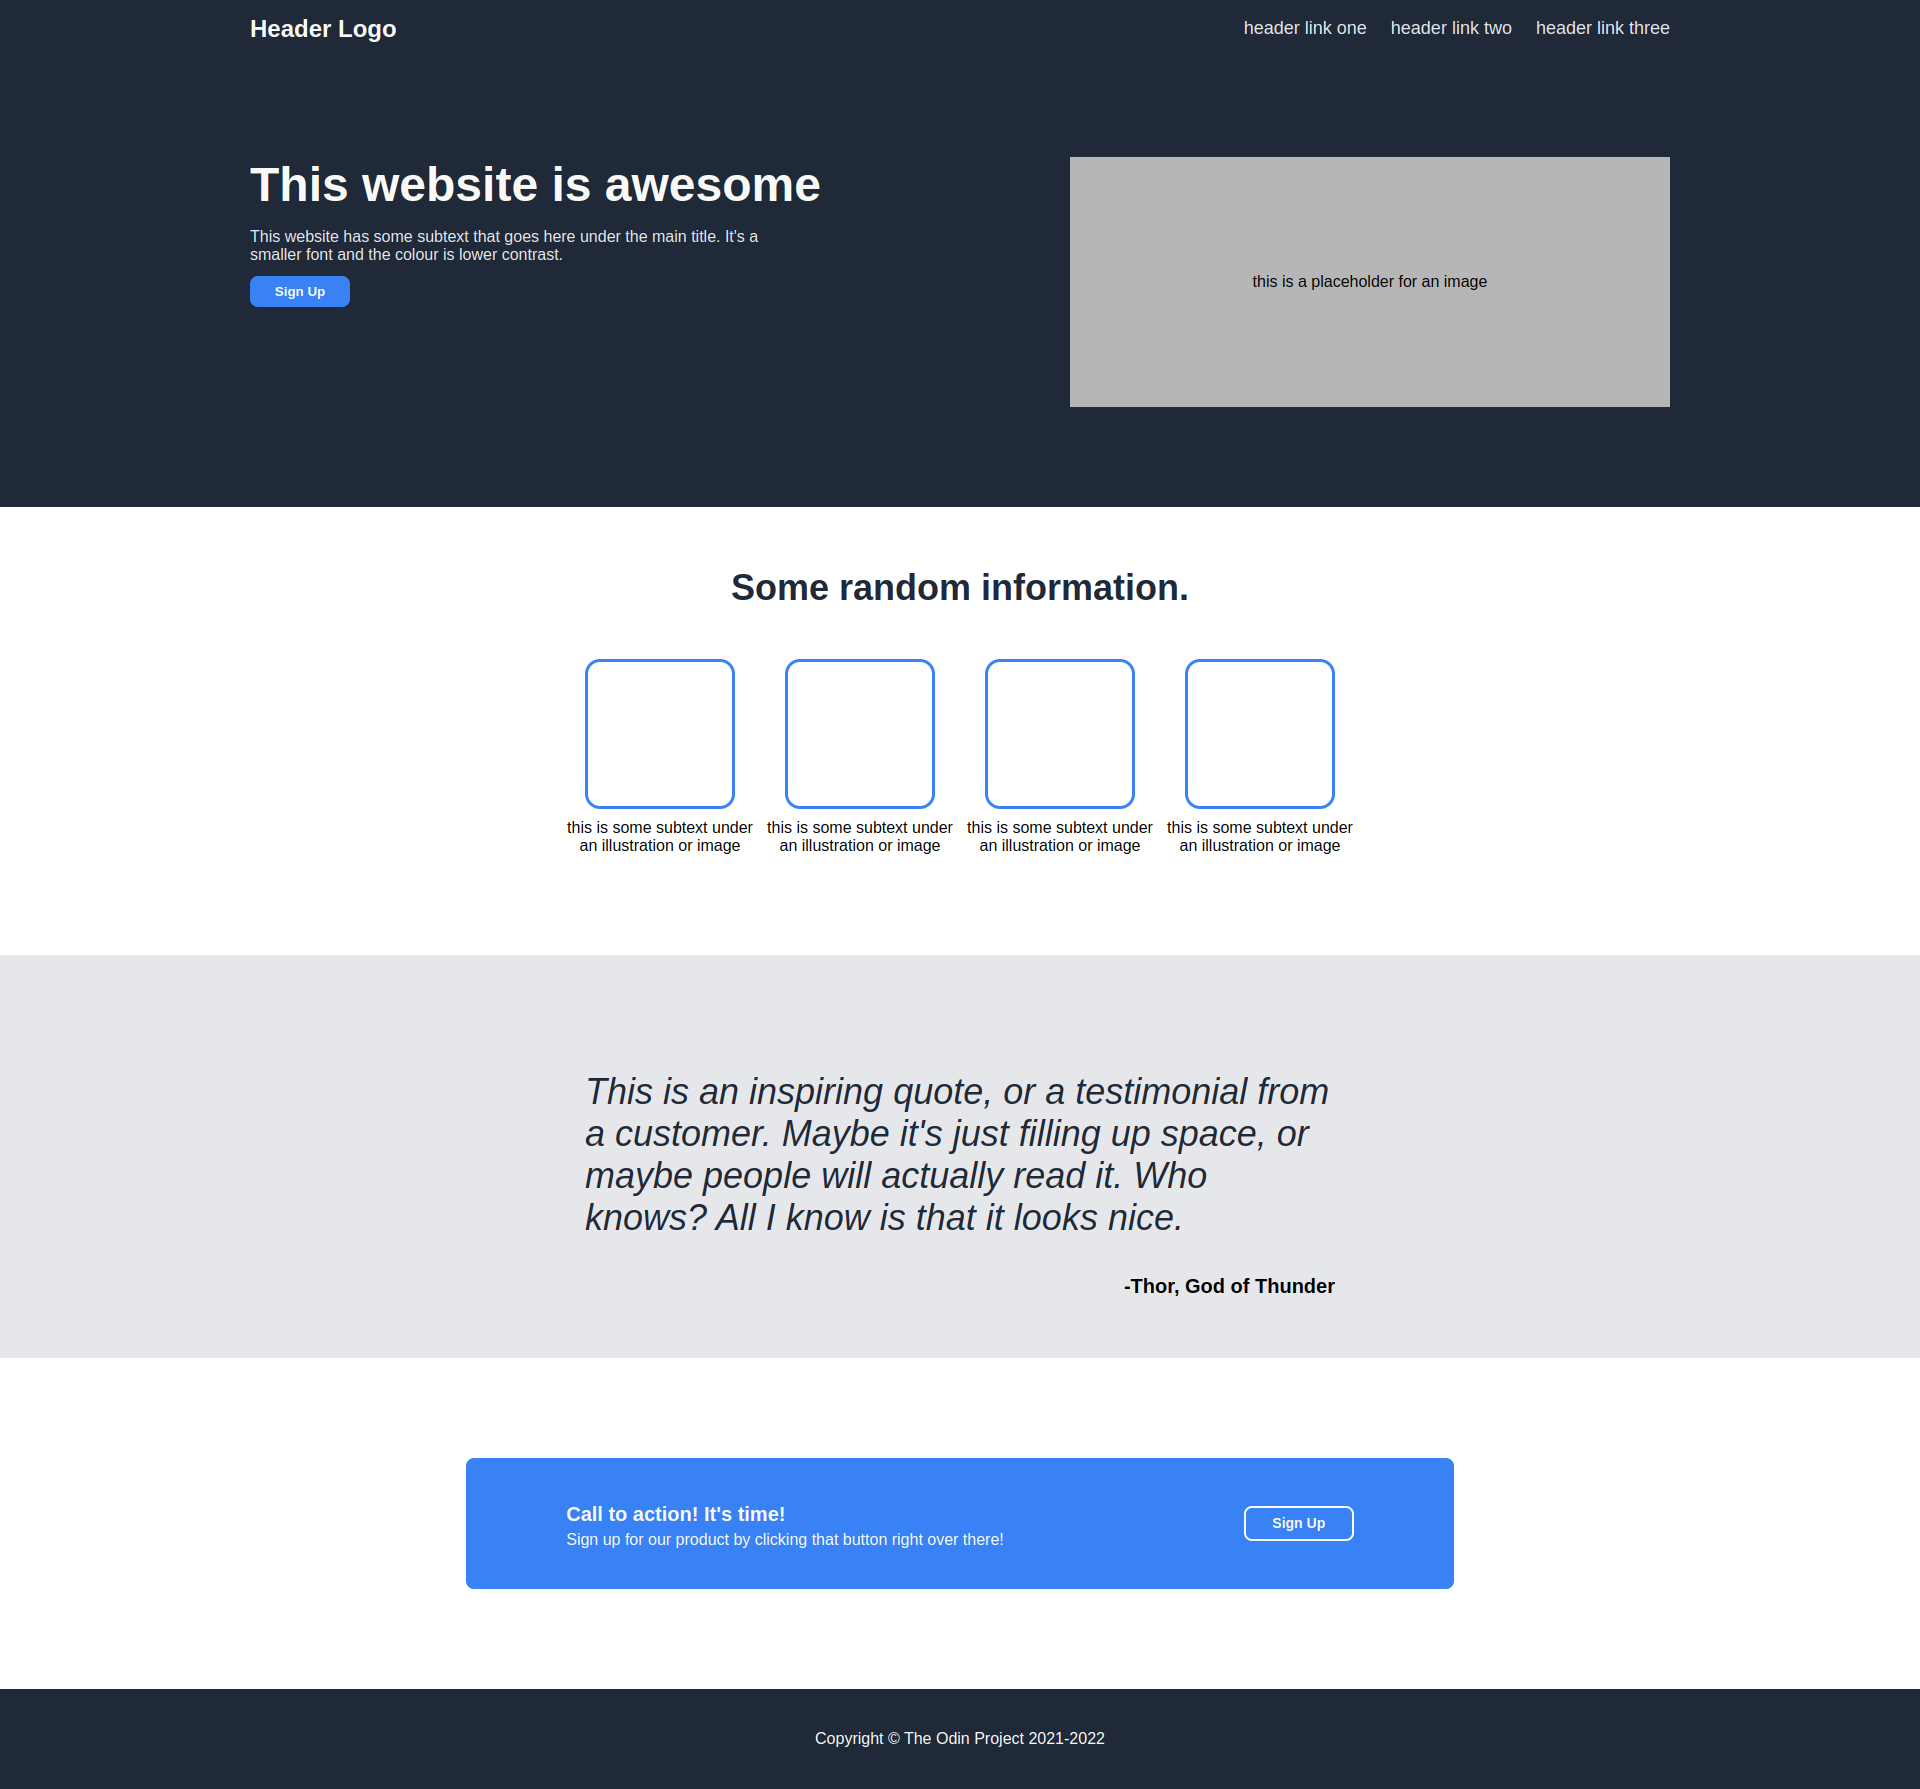 Header Logo
header link one
header link two
header link three
This website is awesome
This website has some subtext that goes here under the main title. It's a
smaller font and the colour is lower contrast.
Sign Up
this is a placeholder for an image
Some random information.
this is some subtext under
an illustration or image
this is some subtext under
an illustration or image
this is some subtext under
an illustration or image
this is some subtext under
an illustration or image
This is an inspiring quote, or a testimonial from
a customer. Maybe it's just filling up space, or
maybe people will actually read it. Who
knows? All I know is that it looks nice.
-Thor, God of Thunder
Call to action! It's time!
Sign up for our product by clicking that button right over there!
Sign Up
Copyright © The Odin Project 2021-2022